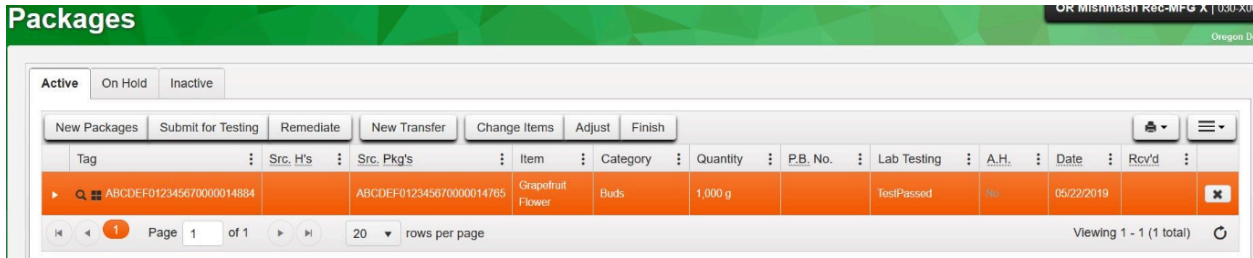 Packages
OR Mishmash Rec-MFG X | 030-X0
Oregon D
Active On Hold Inactive
New Packages Submit for Testing Remediate New Transfer Change Items Adjust Finish
Tag Src. H's Src. Pkg's Item Category Quantity P.B. No. Lab Testing A.H. Date Rcv'd
ABCDEF012345670000014884 ABCDEF012345670000014765 Grapefruit Flower Buds 1,000 g TestPassed No 05/22/2019
1 Page 1 of 1 20 rows per page Viewing 1 - 1 (1 total)